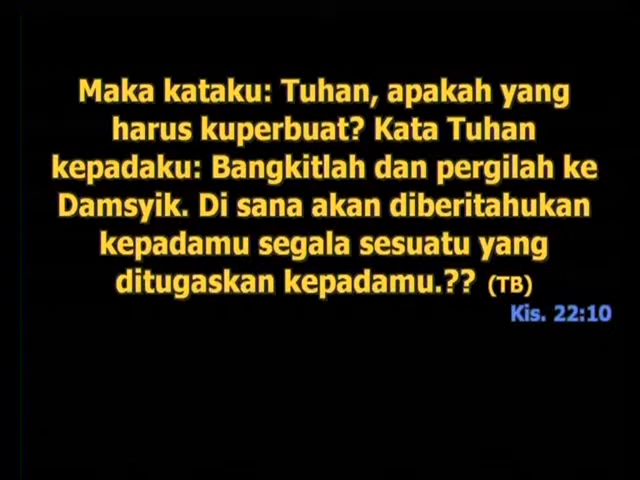 Maka kataku: Tuhan, apakah yang
harus kuperbuat? Kata Tuhan
kepadaku: Bangkitlah dan pergilah ke
Damsyik. Di sana akan diberitahukan
kepadamu segala sesuatu yang
ditugaskan kepadamu.?? (TB)
Kis. 22:10